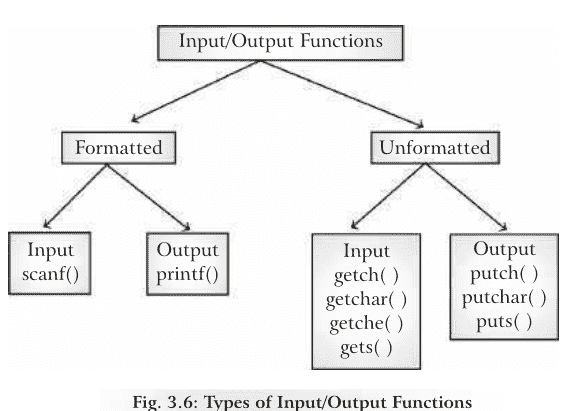 Input/Output Functions
Formatted
Unformatted
Input
scanf()
Output
printf()
Input
getch( )
getchar( )
getche( )
gets( )
Output
putch( )
putchar( )
puts( )
Fig. 3.6: Types of Input/Output Functions